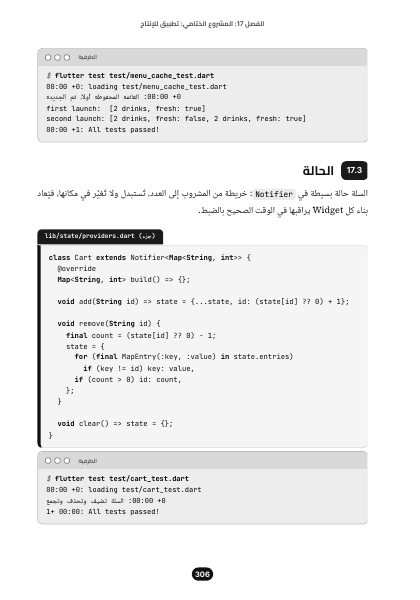 الفصل 17: المشروع الختامي: تطبيق للإنتاج
الطرفية
$ flutter test test/menu_cache_test.dart
00:00 +0: loading test/menu_cache_test.dart
00:00 +0: القائمة المحفوظة أولا، ثم الجديدة
first launch:  [2 drinks, fresh: true]
second launch: [2 drinks, fresh: false, 2 drinks, fresh: true]
00:00 +1: All tests passed!
17.3 الحالة
السلة حالة بسيطة في Notifier: خريطة من المشروب إلى العدد، تُستبدل ولا تُغيَّر في مكانها، فيُعاد
بناء كل Widget يراقبها في الوقت الصحيح بالضبط.
lib/state/providers.dart (جزء)
class Cart extends Notifier<Map<String, int>> {
  @override
  Map<String, int> build() => {};

  void add(String id) => state = {...state, id: (state[id] ?? 0) + 1};

  void remove(String id) {
    final count = (state[id] ?? 0) - 1;
    state = {
      for (final MapEntry(:key, :value) in state.entries)
        if (key != id) key: value,
      if (count > 0) id: count,
    };
  }

  void clear() => state = {};
}
الطرفية
$ flutter test test/cart_test.dart
00:00 +0: loading test/cart_test.dart
00:00 +0: السلة تضيف وتحذف وتجمع
00:00 +1: All tests passed!
306